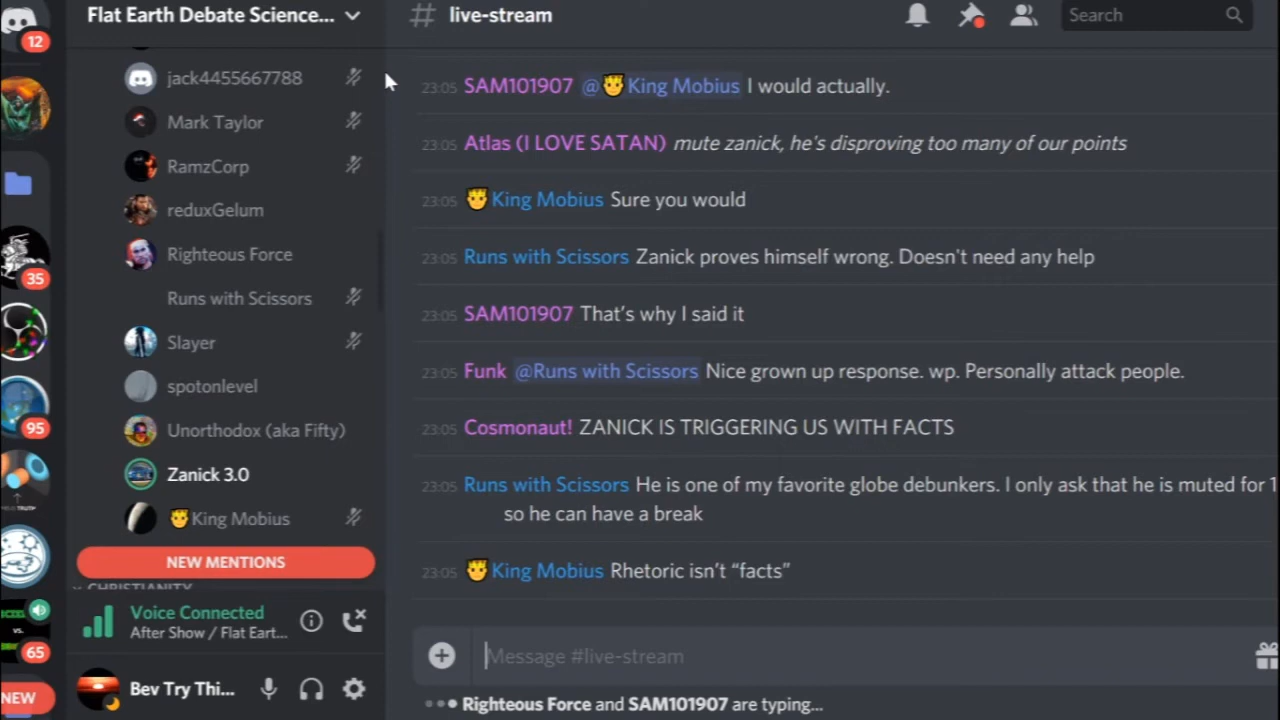 Flat Earth Debate Science...
# live-stream
Search
12
jack4455667788
Mark Taylor
RamzCorp
reduxGelum
Righteous Force
Runs with Scissors
Slayer
spotonlevel
Unorthodox (aka Fifty)
Zanick 3.0
King Mobius
NEW MENTIONS
CHRISTIANITY
Voice Connected
After Show / Flat Eart...
Bev Try Thi...
35
95
65
NEW
23:05 SAM101907 @King Mobius I would actually.
23:05 Atlas (I LOVE SATAN) mute zanick, he's disproving too many of our points
23:05 King Mobius Sure you would
23:05 Runs with Scissors Zanick proves himself wrong. Doesn't need any help
23:05 SAM101907 That's why I said it
23:05 Funk @Runs with Scissors Nice grown up response. wp. Personally attack people.
23:05 Cosmonaut! ZANICK IS TRIGGERING US WITH FACTS
23:05 Runs with Scissors He is one of my favorite globe debunkers. I only ask that he is muted for 1
so he can have a break
23:05 King Mobius Rhetoric isn't “facts”
Message #live-stream
Righteous Force and SAM101907 are typing...